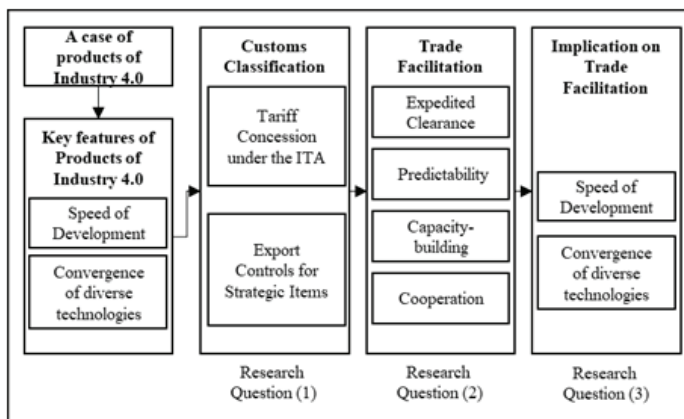 A case of
products of
Industry 4.0
Key features of
Products of
Industry 4.0
Speed of
Development
Convergence
of diverse
technologies
Customs
Classification
Tariff
Concession
under the ITA
Export
Controls for
Strategic Items
Research
Question (1)
Trade
Facilitation
Expedited
Clearance
Predictability
Capacity-
building
Cooperation
Research
Question (2)
Implication on
Trade
Facilitation
Speed of
Development
Convergence
of diverse
technologies
Research
Question (3)